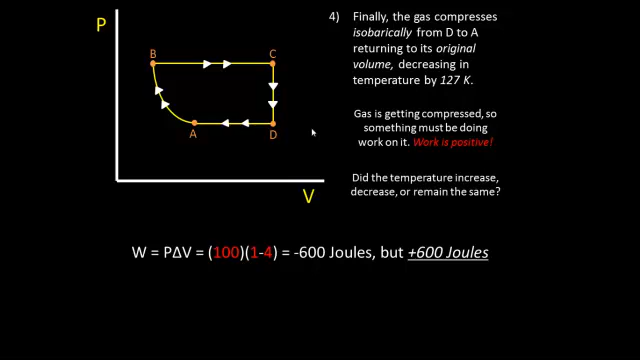 P
B
C
A
D
V
4) Finally, the gas compresses
isobarically from D to A
returning to its original
volume, decreasing in
temperature by 127 K.
Gas is getting compressed, so
something must be doing
work on it. Work is positive!
Did the temperature increase,
decrease, or remain the same?
W = PΔV = (100)(1-4) = -600 Joules, but +600 Joules